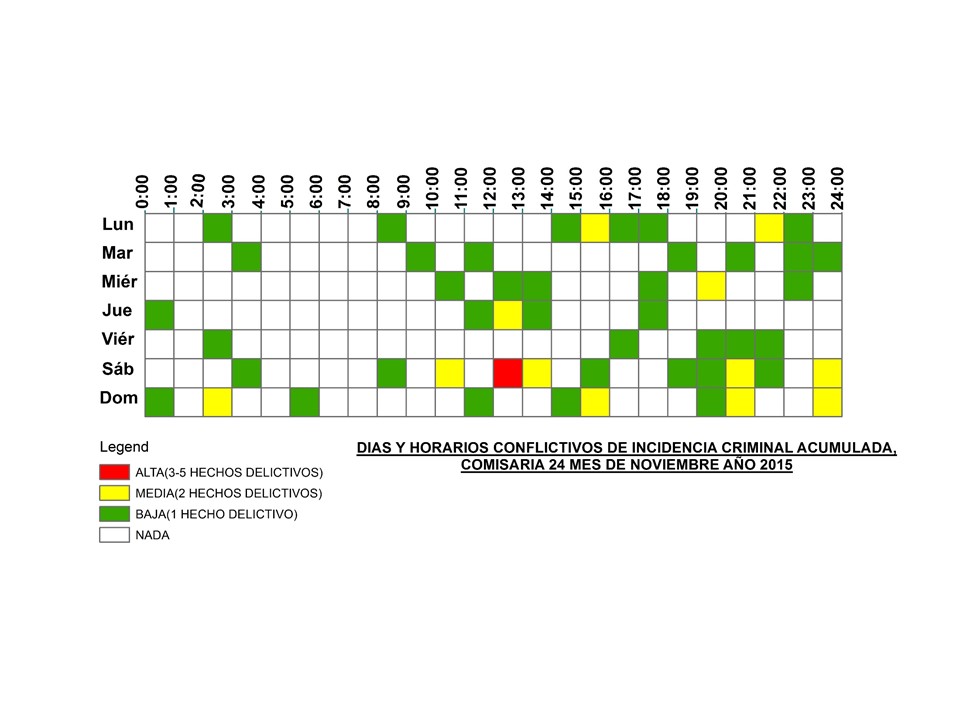 0:00 1:00 2:00 3:00 4:00 5:00 6:00 7:00 8:00 9:00 10:00 11:00 12:00 13:00 14:00 15:00 16:00 17:00 18:00 19:00 20:00 21:00 22:00 23:00 24:00
Lun
Mar
Miér
Jue
Viér
Sáb
Dom
Legend
ALTA(3-5 HECHOS DELICTIVOS)
MEDIA(2 HECHOS DELICTIVOS)
BAJA(1 HECHO DELICTIVO)
NADA
DIAS Y HORARIOS CONFLICTIVOS DE INCIDENCIA CRIMINAL ACUMULADA,
COMISARIA 24 MES DE NOVIEMBRE AÑO 2015